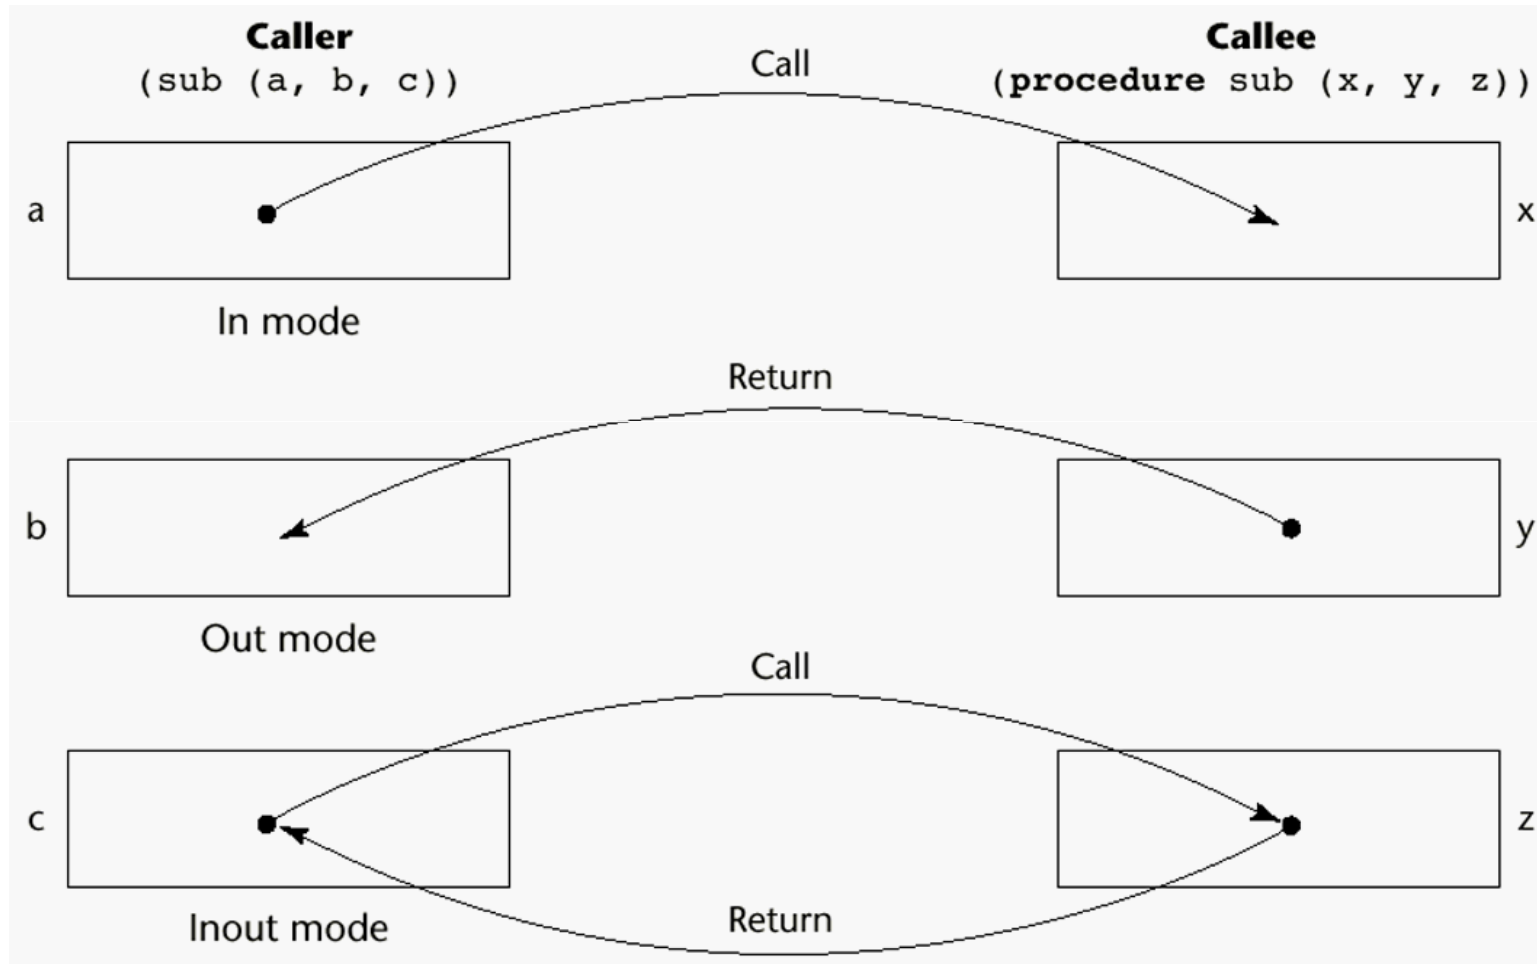 Caller
(sub (a, b, c))
Call
Callee
(procedure sub (x, y, z))
a
x
In mode
Return
b
y
Out mode
Call
c
z
Inout mode
Return